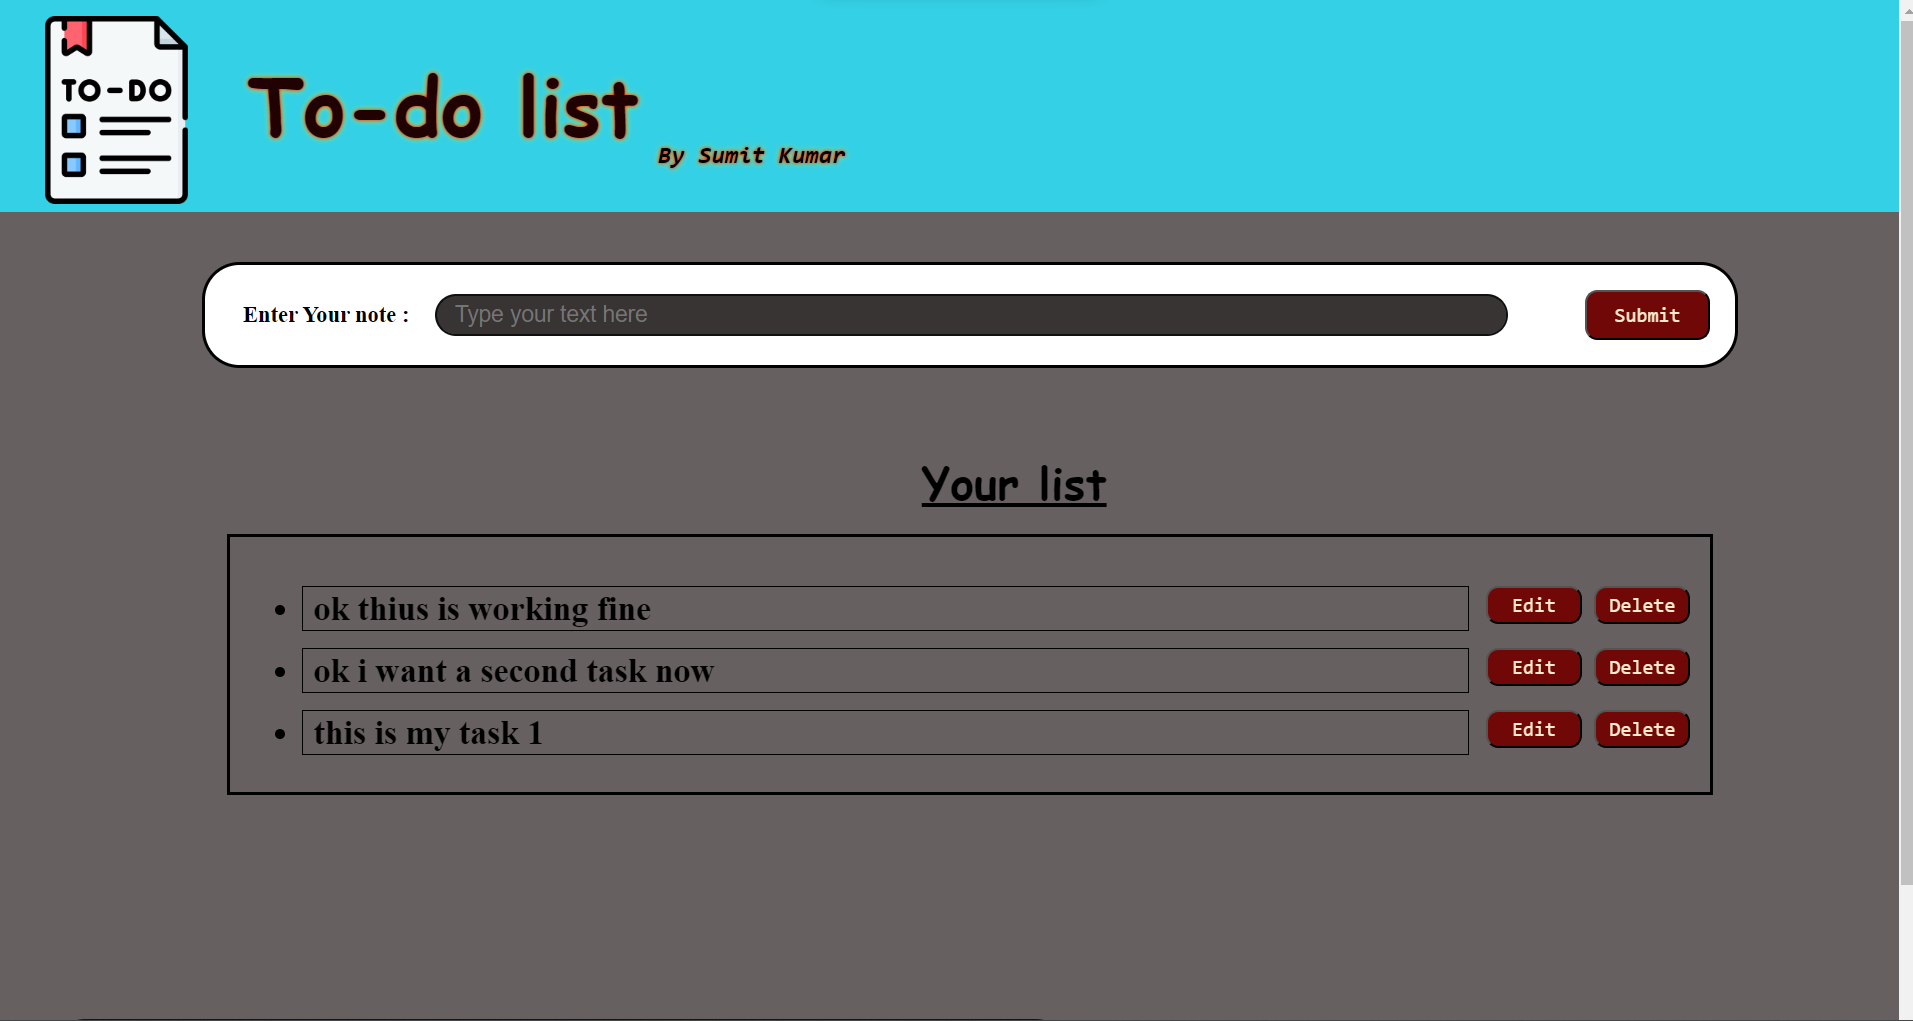 TO-DO
To-do list
By Sumit Kumar
Enter Your note :
Type your text here
Submit
Your list
ok thius is working fine
Edit
Delete
ok i want a second task now
Edit
Delete
this is my task 1
Edit
Delete